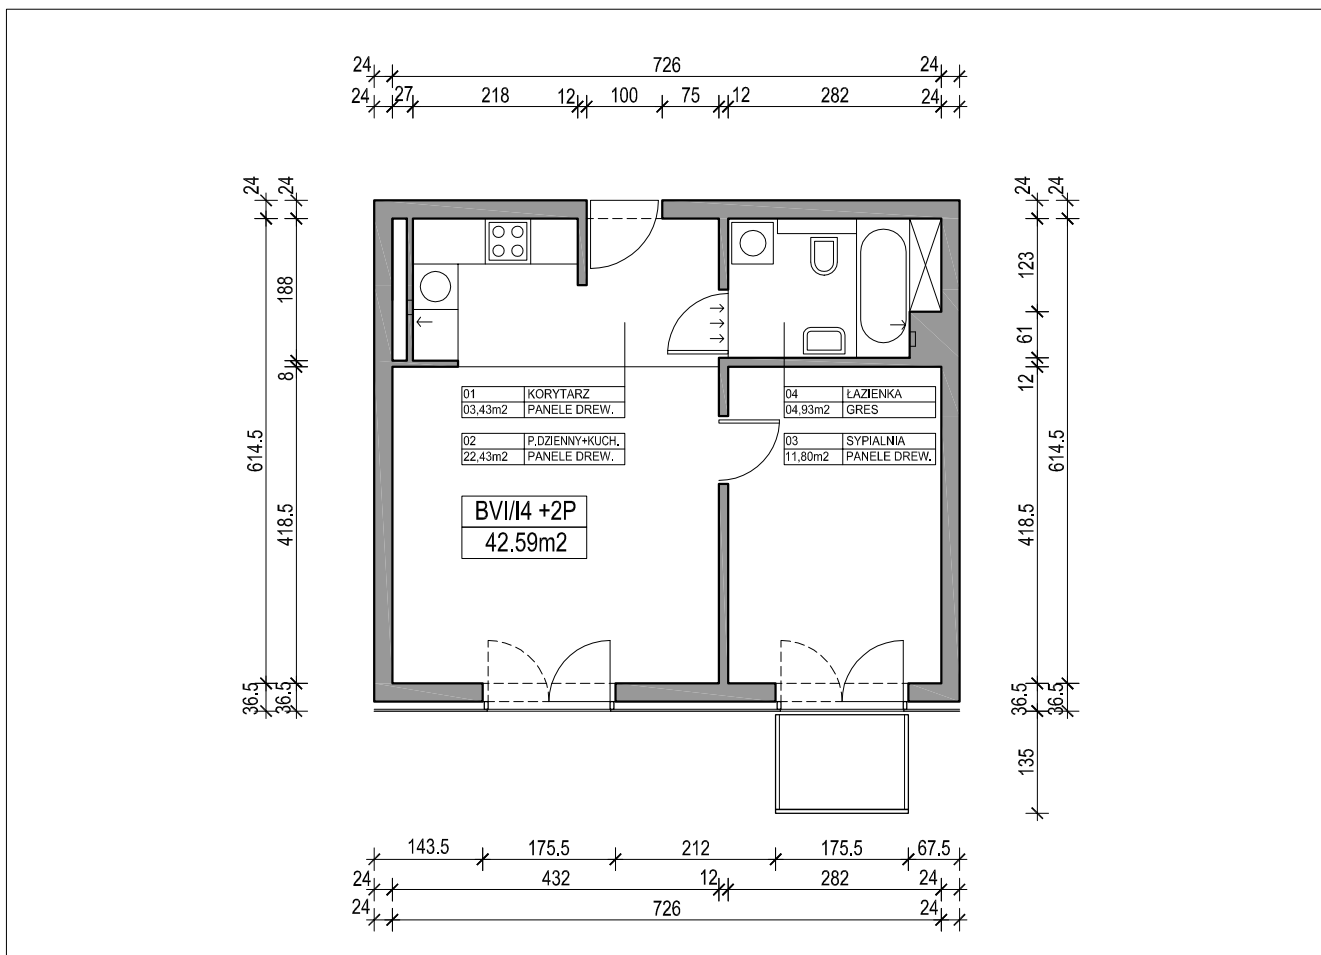 24 726 24
24 27 218 12 100 75 12 282 24
24 24
24 24
188
123
61
8
12
614.5
418.5
418.5
614.5
36.5 36.5
36.5 36.5
135
01 KORYTARZ
03,43m2 PANELE DREW.
04 ŁAZIENKA
04,93m2 GRES
02 P.DZIENNY+KUCH.
22,43m2 PANELE DREW.
03 SYPIALNIA
11,80m2 PANELE DREW.
BVI/I4 +2P
42.59m2
143.5 175.5 212 175.5 67.5
24 432 12 282 24
24 726 24